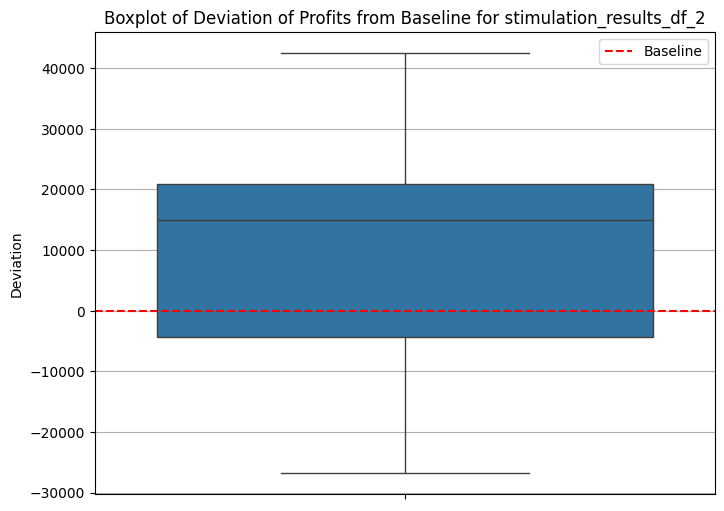 Boxplot of Deviation of Profits from Baseline for stimulation_results_df_2
Baseline
40000
30000
20000
10000
0
−10000
−20000
−30000
Deviation